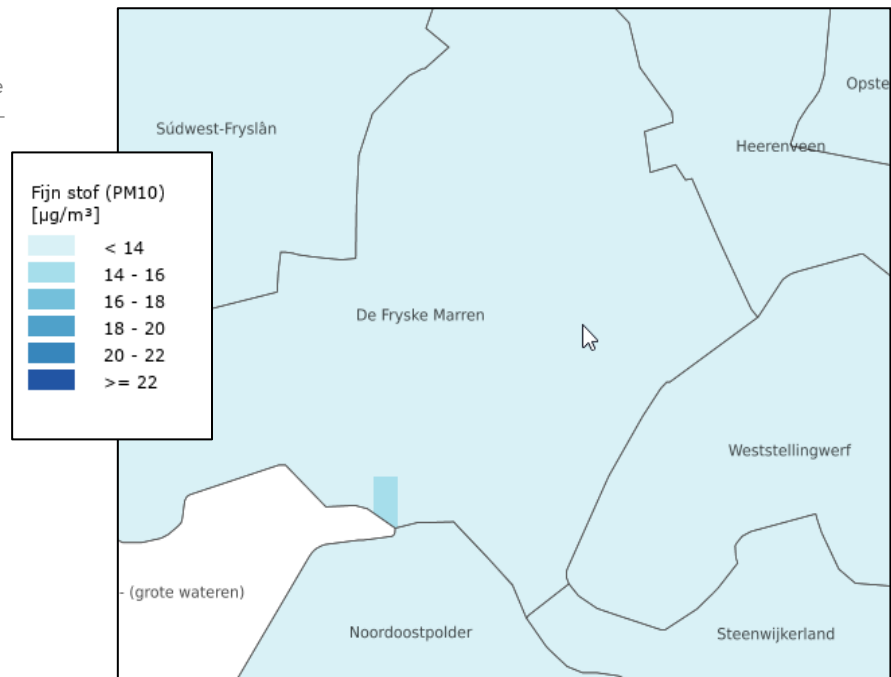 e
Súdwest-Fryslân
Opste
Heerenveen
Fijn stof (PM10)
[µg/m³]
< 14
14 - 16
16 - 18
18 - 20
20 - 22
>= 22
De Fryske Marren
Weststellingwerf
- (grote wateren)
Noordoostpolder
Steenwijkerland